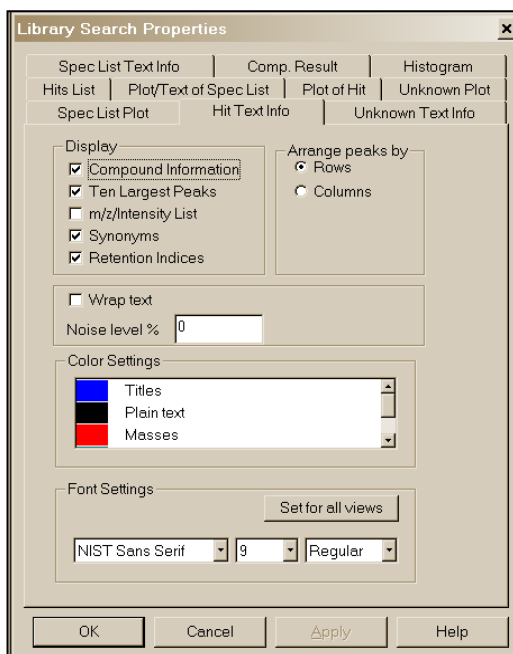 Library Search Properties
Spec List Text Info Comp. Result Histogram
Hits List Plot/Text of Spec List Plot of Hit Unknown Plot
Spec List Plot Hit Text Info Unknown Text Info
Display
Compound Information
Ten Largest Peaks
m/z/Intensity List
Synonyms
Retention Indices
Arrange peaks by
Rows
Columns
Wrap text
Noise level % 0
Color Settings
Titles
Plain text
Masses
Font Settings
Set for all views
NIST Sans Serif 9 Regular
OK Cancel Apply Help